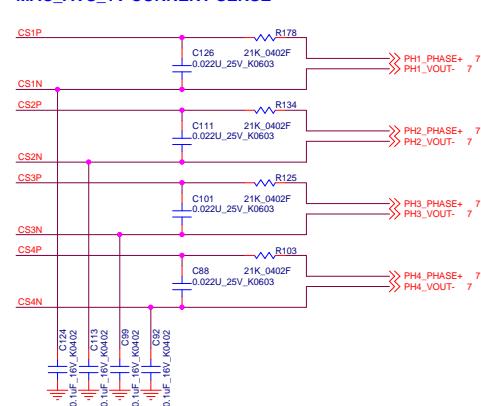 CS1P
R178
C126
21K_0402F
0.022U_25V_K0603
PH1_PHASE+ 7
PH1_VOUT- 7
CS1N
CS2P
R134
C111
21K_0402F
0.022U_25V_K0603
PH2_PHASE+ 7
PH2_VOUT- 7
CS2N
CS3P
R125
C101
21K_0402F
0.022U_25V_K0603
PH3_PHASE+ 7
PH3_VOUT- 7
CS3N
CS4P
R103
C88
21K_0402F
0.022U_25V_K0603
PH4_PHASE+ 7
PH4_VOUT- 7
CS4N
C124
0.1uF_16V_K0402
C113
0.1uF_16V_K0402
C99
0.1uF_16V_K0402
C92
0.1uF_16V_K0402